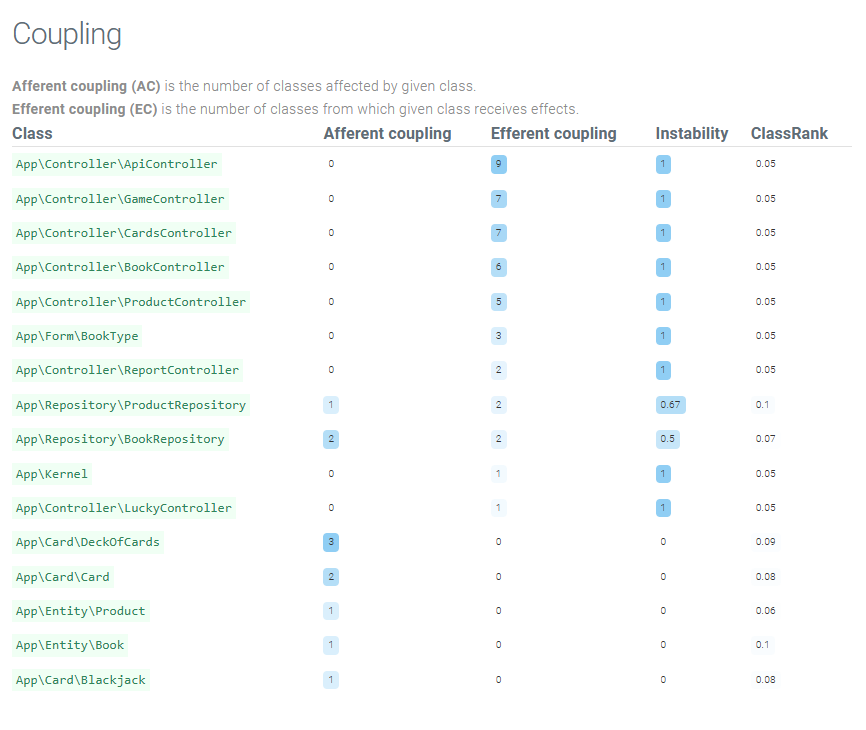 Coupling
Afferent coupling (AC) is the number of classes affected by given class.
Efferent coupling (EC) is the number of classes from which given class receives effects.
Class Afferent coupling Efferent coupling Instability ClassRank
App\Controller\ApiController 0 9 1 0.05
App\Controller\GameController 0 7 1 0.05
App\Controller\CardsController 0 7 1 0.05
App\Controller\BookController 0 6 1 0.05
App\Controller\ProductController 0 5 1 0.05
App\Form\BookType 0 3 1 0.05
App\Controller\ReportController 0 2 1 0.05
App\Repository\ProductRepository 1 2 0.67 0.1
App\Repository\BookRepository 2 2 0.5 0.07
App\Kernel 0 1 1 0.05
App\Controller\LuckyController 0 1 1 0.05
App\Card\DeckOfCards 3 0 0 0.09
App\Card\Card 2 0 0 0.08
App\Entity\Product 1 0 0 0.06
App\Entity\Book 1 0 0 0.1
App\Card\Blackjack 1 0 0 0.08